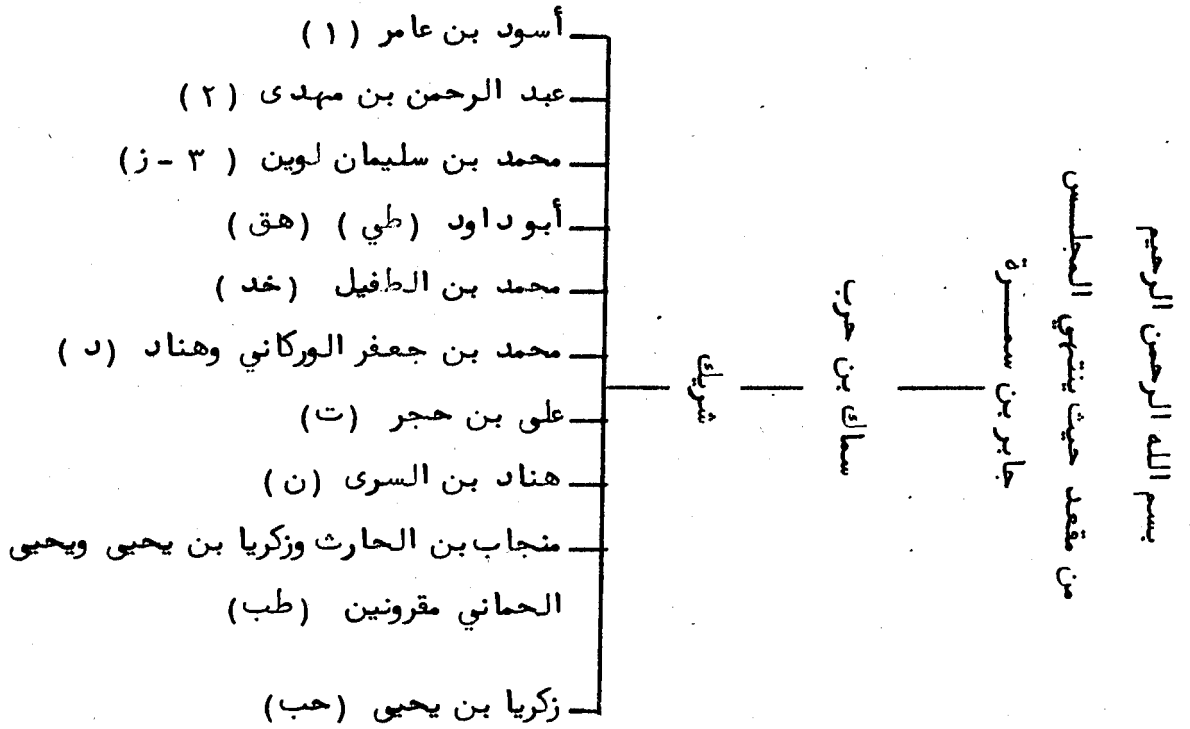 بسم الله الرحمن الرحيم
من مقعد حيث ينتهي المجلس
جابر بن سمرة
سماك بن حرب
شريك
أسود بن عامر (١)
عبد الرحمن بن مهدى (٢)
محمد بن سليمان لوين (٣ - ز)
أبو داود (طي) (هق)
محمد بن الطفيل (خد)
محمد بن جعفر الوركاني وهناد (د)
على بن حجر (ت)
هناد بن السرى (ن)
منجاب بن الحارث وزكريا بن يحيى ويحيى
الحماني مقرونين (طب)
زكريا بن يحيى (حب)